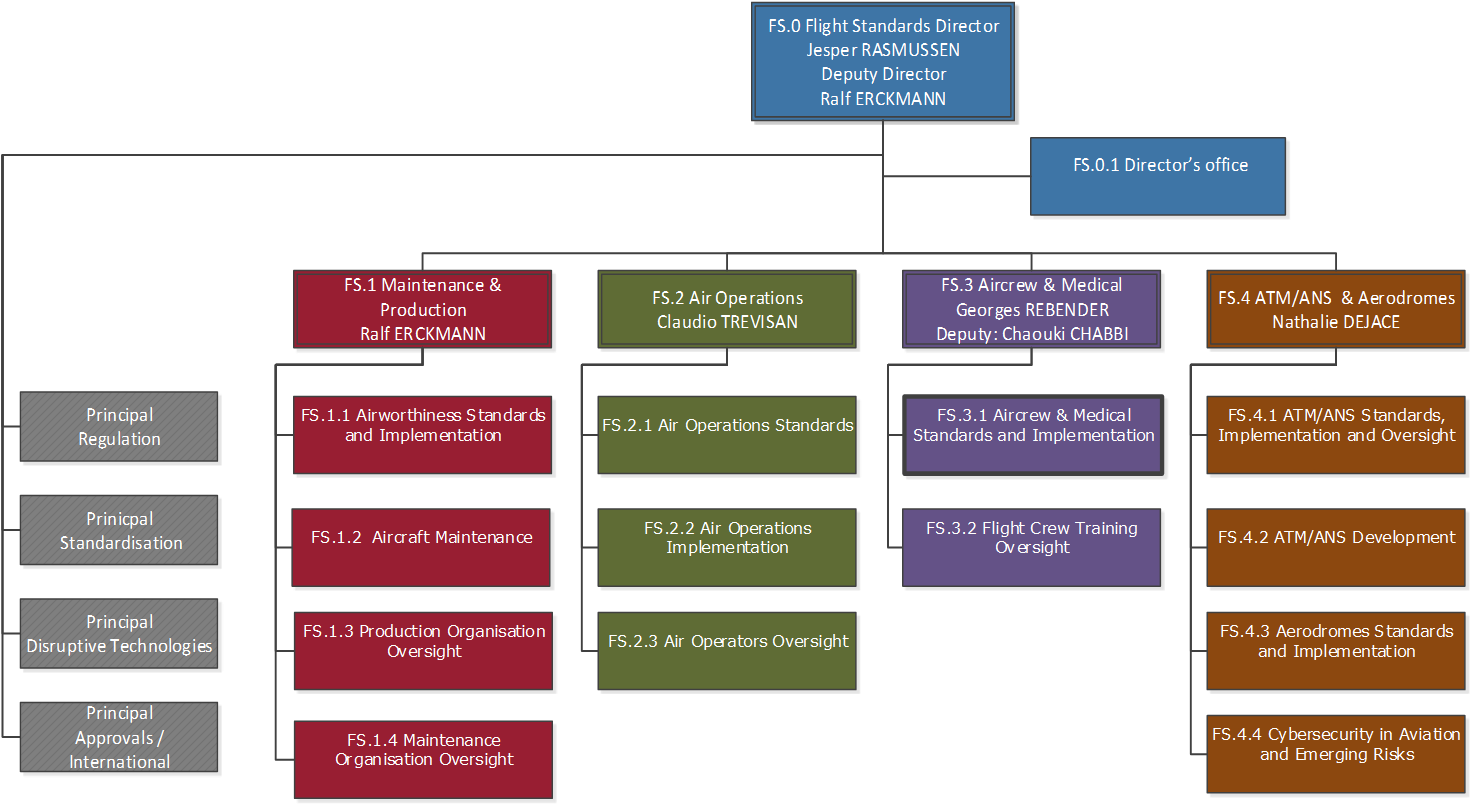 FS.0 Flight Standards Director
Jesper RASMUSSEN
Deputy Director
Ralf ERCKMANN
FS.0.1 Director’s office
FS.1 Maintenance &
Production
Ralf ERCKMANN
FS.2 Air Operations
Claudio TREVISAN
FS.3 Aircrew & Medical
Georges REBENDER
Deputy: Chaouki CHABBI
FS.4 ATM/ANS & Aerodromes
Nathalie DEJACE
Principal
Regulation
Prinicpal
Standardisation
Principal
Disruptive Technologies
Principal
Approvals /
International
FS.1.1 Airworthiness Standards
and Implementation
FS.1.2 Aircraft Maintenance
FS.1.3 Production Organisation
Oversight
FS.1.4 Maintenance
Organisation Oversight
FS.2.1 Air Operations Standards
FS.2.2 Air Operations
Implementation
FS.2.3 Air Operators Oversight
FS.3.1 Aircrew & Medical
Standards and Implementation
FS.3.2 Flight Crew Training
Oversight
FS.4.1 ATM/ANS Standards,
Implementation and Oversight
FS.4.2 ATM/ANS Development
FS.4.3 Aerodromes Standards
and Implementation
FS.4.4 Cybersecurity in Aviation
and Emerging Risks